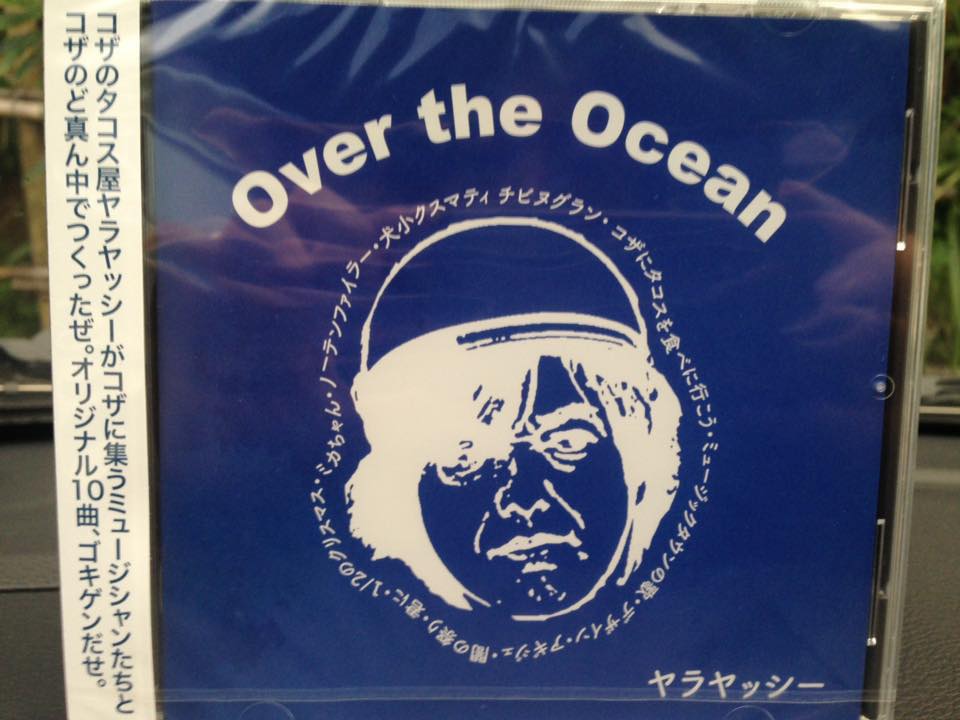 コザのタコス屋ヤラヤッシーがコザに集うミュージシャンたちと
コザのど真ん中でつくったぜ。オリジナル10曲、ゴキゲンだぜ。
Over the Ocean
チビヌグラン・コザにタコスを食べに行こう・ミュージックタウンの歌・デザイン・アギジェ・闇の祭り・君に・1/2のクリスマス・ミカちゃん・ノーテンファイラー・犬小クスマティ
ヤラヤッシー